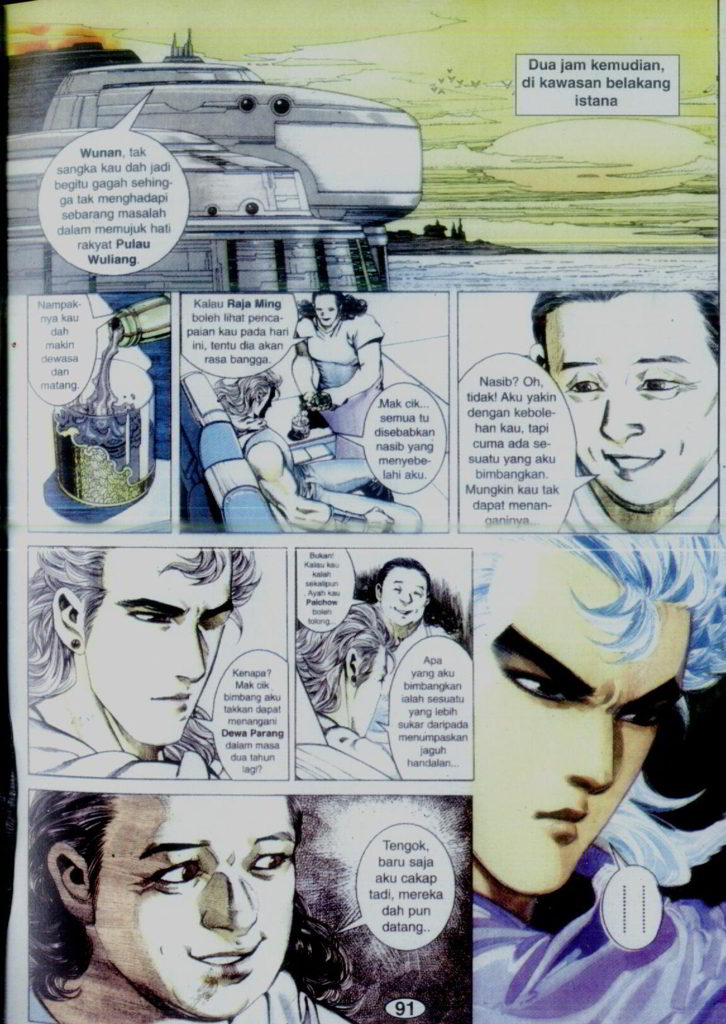 Dua jam kemudian,
di kawasan belakang
istana
Wunan, tak
sangka kau dah jadi
begitu gagah sehing-
ga tak menghadapi
sebarang masalah
dalam memujuk hati
rakyat Pulau
Wuliang.
Nampak-
nya kau
dah
makin
dewasa
dan
matang.
Kalau Raja Ming
boleh lihat penca-
paian kau pada hari
ini, tentu dia akan
rasa bangga.
Mak cik...
semua tu
disebabkan
nasib yang
menyebe-
lahi aku.
Nasib? Oh,
tidak! Aku yakin
dengan kebole-
han kau, tapi
cuma ada se-
suatu yang aku
bimbangkan.
Mungkin kau tak
dapat menan-
ganinya...
Kenapa?
Mak cik
bimbang aku
takkan dapat
menangani
Dewa Parang
dalam masa
dua tahun
lagi?
Bukan!
Kalau kau
kalah
sekalipun
Ayah kau
Paichow
boleh
tolong...
Apa
yang aku
bimbangkan
ialah sesuatu
yang lebih
sukar daripada
menumpaskan
jaguh
handalan...
Tengok,
baru saja
aku cakap
tadi, mereka
dah pun
datang..
91